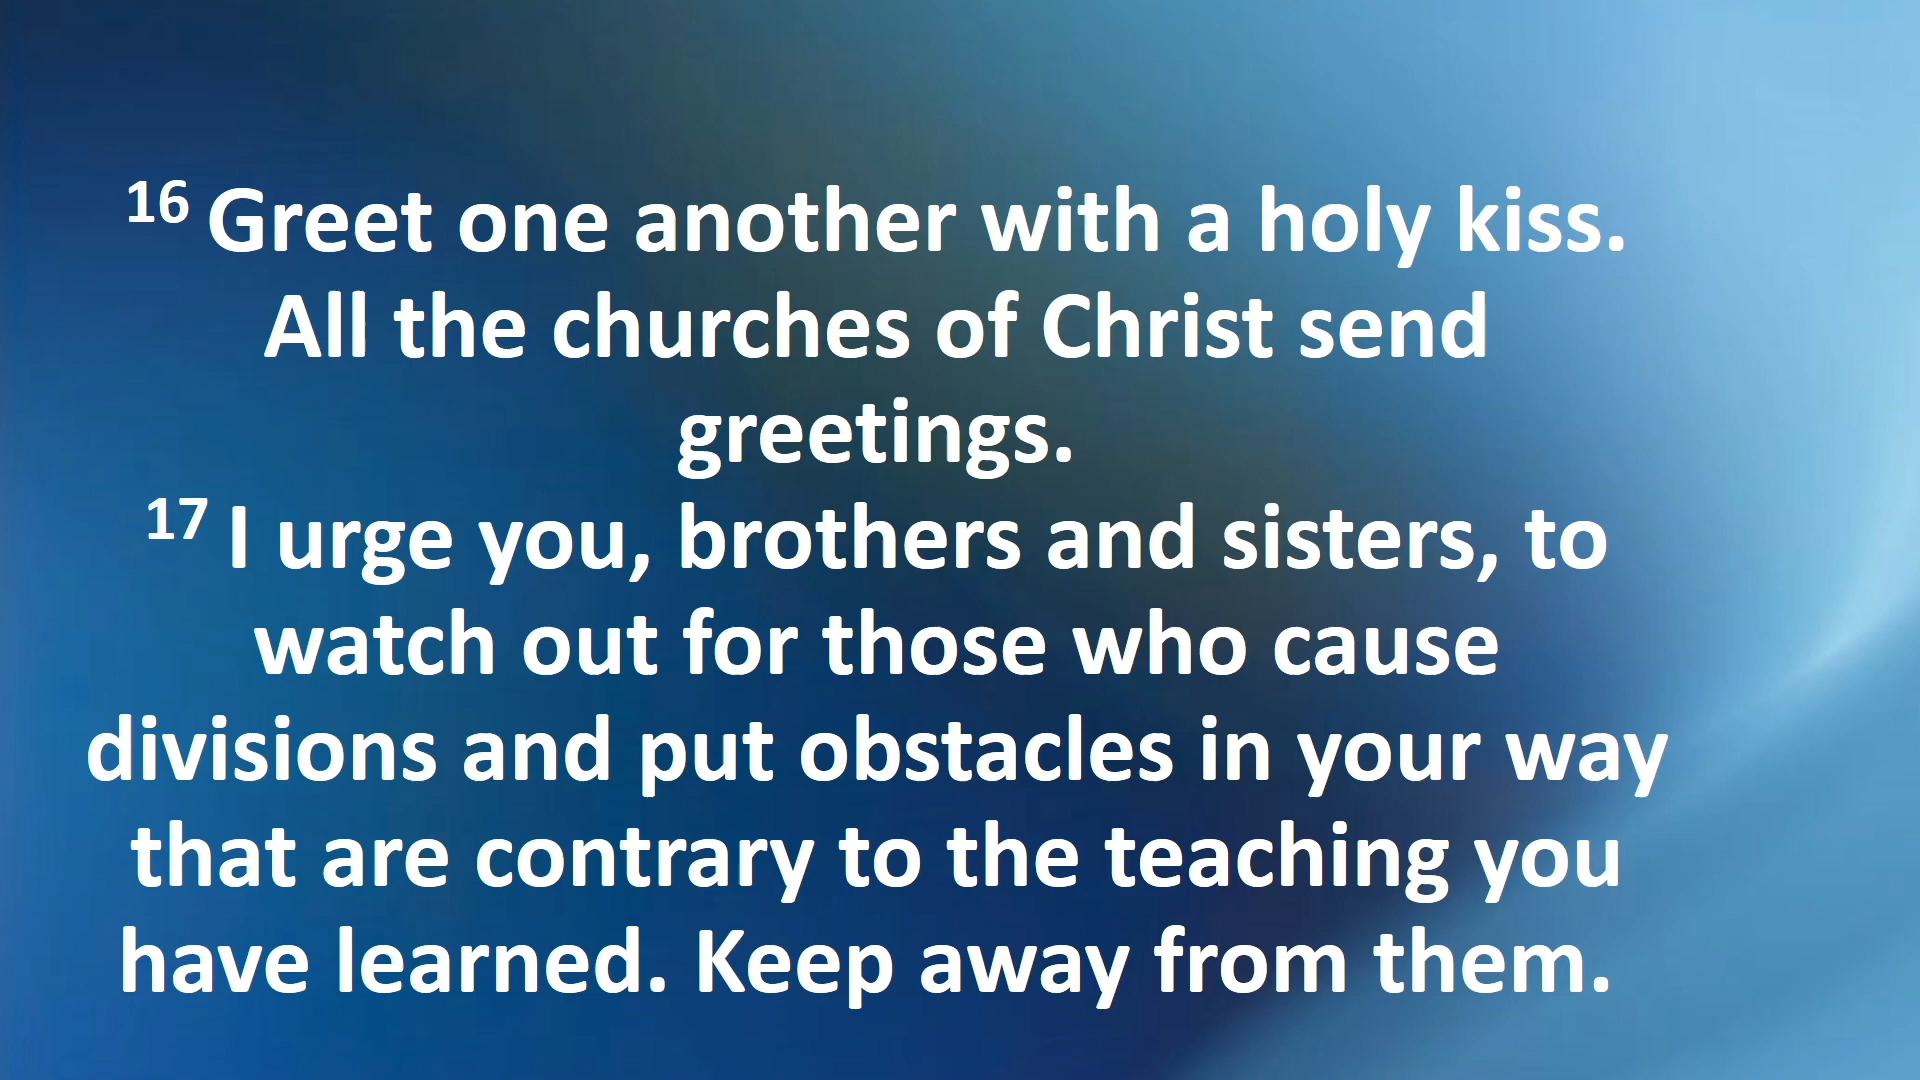 16 Greet one another with a holy kiss.
All the churches of Christ send
greetings.
17 I urge you, brothers and sisters, to
watch out for those who cause
divisions and put obstacles in your way
that are contrary to the teaching you
have learned. Keep away from them.